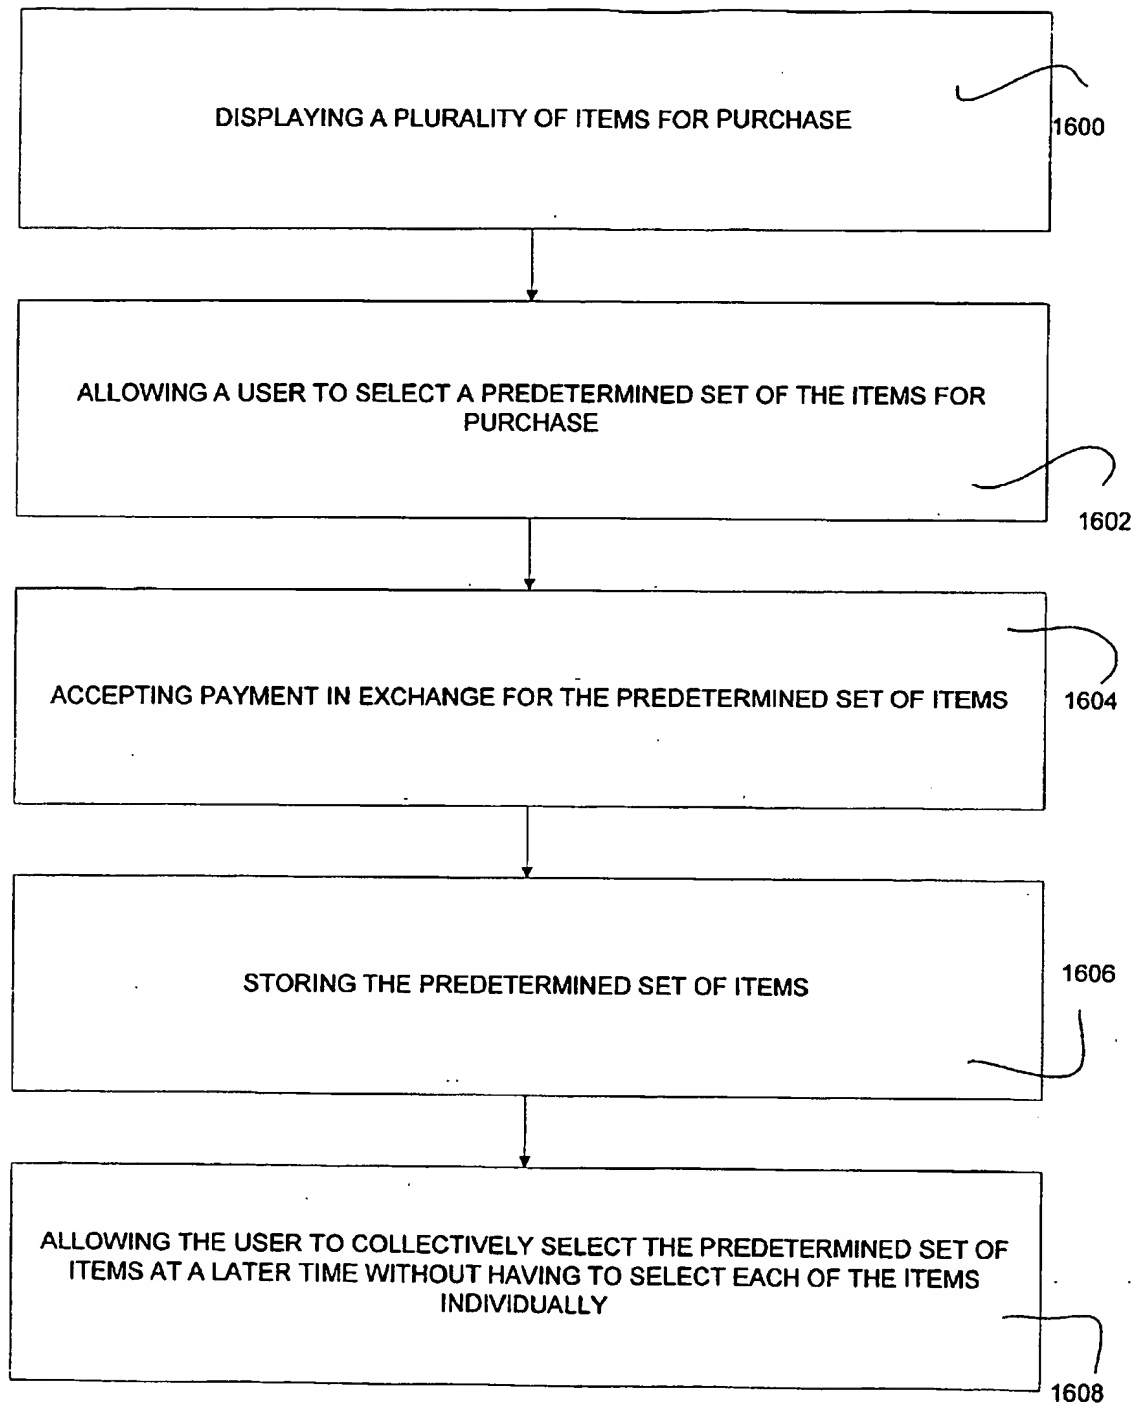 DISPLAYING A PLURALITY OF ITEMS FOR PURCHASE
1600
ALLOWING A USER TO SELECT A PREDETERMINED SET OF THE ITEMS FOR
PURCHASE
1602
ACCEPTING PAYMENT IN EXCHANGE FOR THE PREDETERMINED SET OF ITEMS
1604
STORING THE PREDETERMINED SET OF ITEMS
1606
ALLOWING THE USER TO COLLECTIVELY SELECT THE PREDETERMINED SET OF
ITEMS AT A LATER TIME WITHOUT HAVING TO SELECT EACH OF THE ITEMS
INDIVIDUALLY
1608